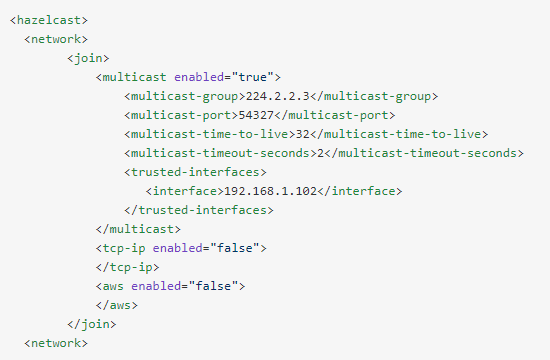 <hazelcast>
<network>
<join>
<multicast enabled="true">
<multicast-group>224.2.2.3</multicast-group>
<multicast-port>54327</multicast-port>
<multicast-time-to-live>32</multicast-time-to-live>
<multicast-timeout-seconds>2</multicast-timeout-seconds>
<trusted-interfaces>
<interface>192.168.1.102</interface>
</trusted-interfaces>
</multicast>
<tcp-ip enabled="false">
</tcp-ip>
<aws enabled="false">
</aws>
</join>
<network>